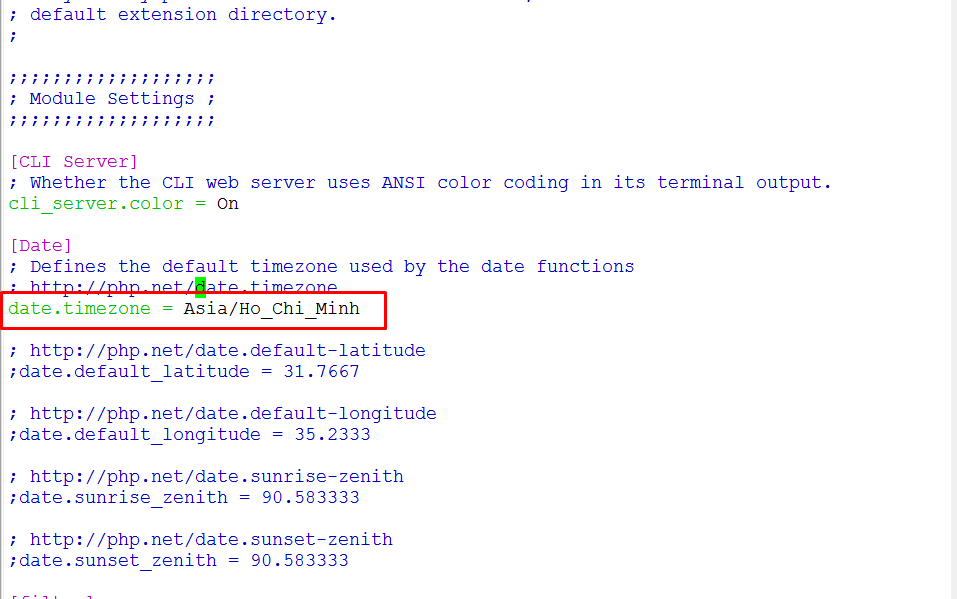 ; default extension directory.
;
;;;;;;;;;;;;;;;;;;;
; Module Settings ;
;;;;;;;;;;;;;;;;;;;
[CLI Server]
; Whether the CLI web server uses ANSI color coding in its terminal output.
cli_server.color = On
[Date]
; Defines the default timezone used by the date functions
; http://php.net/date.timezone
date.timezone = Asia/Ho_Chi_Minh
; http://php.net/date.default-latitude
;date.default_latitude = 31.7667
; http://php.net/date.default-longitude
;date.default_longitude = 35.2333
; http://php.net/date.sunrise-zenith
;date.sunrise_zenith = 90.583333
; http://php.net/date.sunset-zenith
;date.sunset_zenith = 90.583333